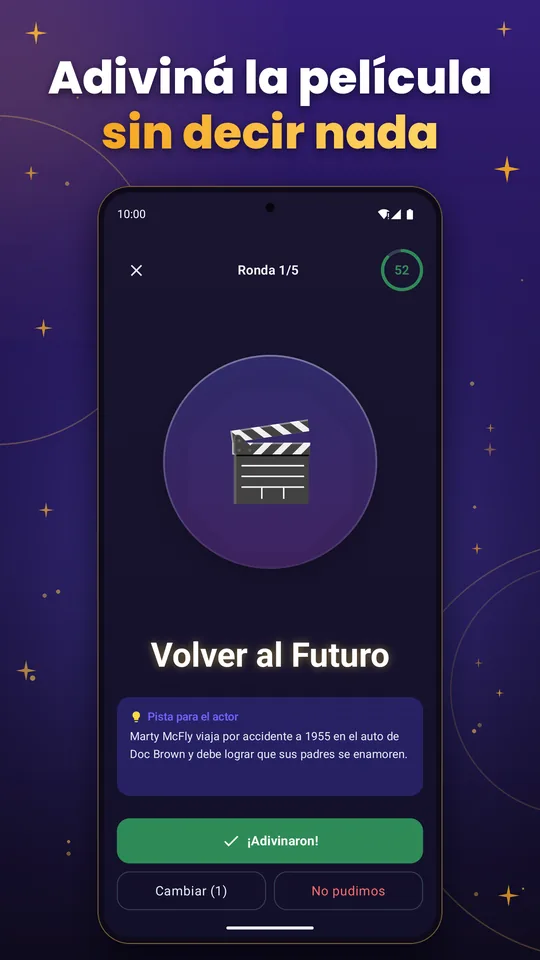 Adiviná la película
sin decir nada
10:00
Ronda 1/5
52
Volver al Futuro
Pista para el actor
Marty McFly viaja por accidente a 1955 en el auto de
Doc Brown y debe lograr que sus padres se enamoren.
¡Adivinaron!
Cambiar (1)
No pudimos